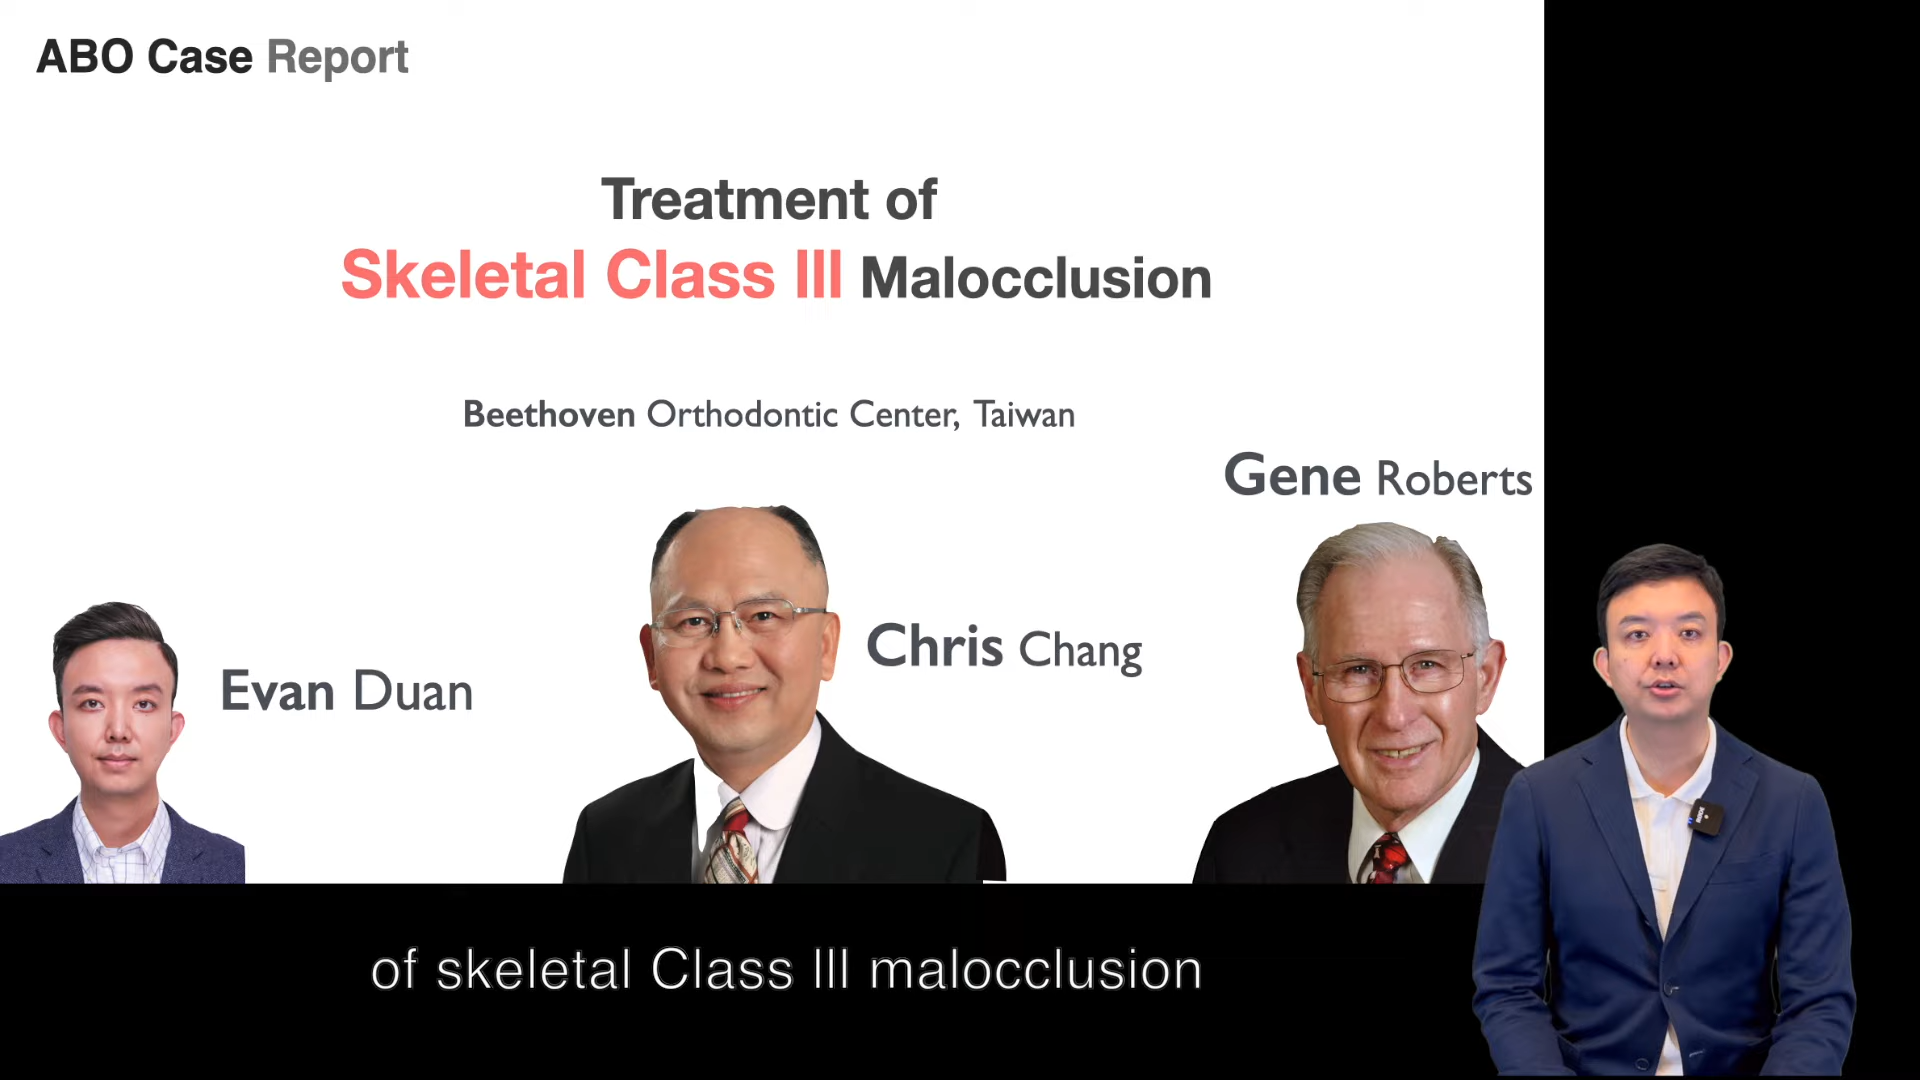 ABO Case Report
Treatment of
Skeletal Class III Malocclusion
Beethoven Orthodontic Center, Taiwan
Gene Roberts
Chris Chang
Evan Duan
of skeletal Class III malocclusion